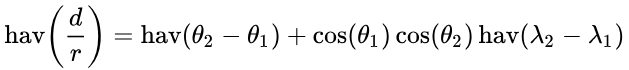 hav(d/r) = hav(θ₂ − θ₁) + cos(θ₁) cos(θ₂) hav(λ₂ − λ₁)